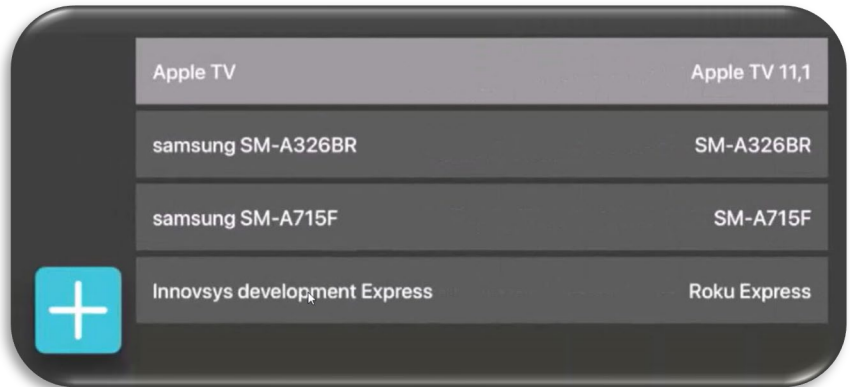 Apple TV Apple TV 11,1
samsung SM-A326BR SM-A326BR
samsung SM-A715F SM-A715F
Innovsys development Express Roku Express